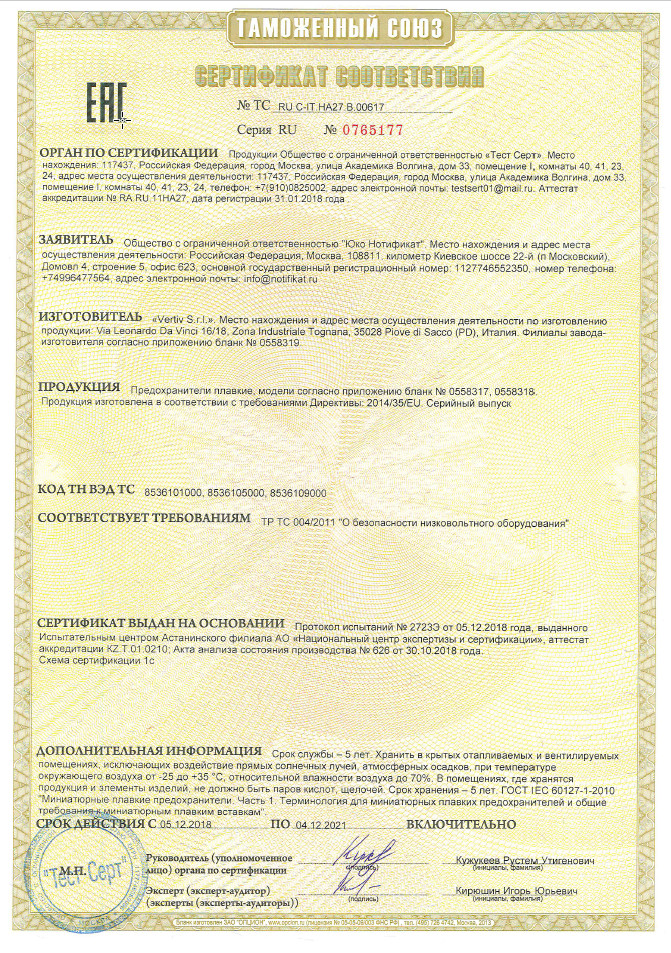 ТАМОЖЕННЫЙ СОЮЗ
СЕРТИФИКАТ СООТВЕТСТВИЯ
ЕАС
№ ТС RU С-IT НА27.В.00617
Серия RU № 0765177
ОРГАН ПО СЕРТИФИКАЦИИ Продукции Общество с ограниченной ответственностью «Тест Серт». Место
нахождения: 117437, Российская Федерация, город Москва, улица Академика Волгина, дом 33, помещение I, комнаты 40, 41, 23,
24, адрес места осуществления деятельности: 117437, Российская Федерация, город Москва, улица Академика Волгина, дом 33,
помещение I, комнаты 40, 41, 23, 24, телефон: +7(910)0825002, адрес электронной почты: testsert01@mail.ru. Аттестат
аккредитации № RA.RU.11НА27, дата регистрации 31.01.2018 года.
ЗАЯВИТЕЛЬ Общество с ограниченной ответственностью "Юко Нотификат". Место нахождения и адрес места
осуществления деятельности: Российская Федерация, Москва, 108811, километр Киевское шоссе 22-й (п Московский),
Домовл 4, строение 5, офис 623, основной государственный регистрационный номер: 1127746552350, номер телефона:
+74996477564, адрес электронной почты: info@notifikat.ru
ИЗГОТОВИТЕЛЬ «Vertiv S.r.l.». Место нахождения и адрес места осуществления деятельности по изготовлению
продукции: Via Leonardo Da Vinci 16/18, Zona Industriale Tognana, 35028 Piove di Sacco (PD), Италия. Филиалы завода-
изготовителя согласно приложению бланк № 0558319.
ПРОДУКЦИЯ Предохранители плавкие, модели согласно приложению бланк № 0558317, 0558318.
Продукция изготовлена в соответствии с требованиями Директивы: 2014/35/EU. Серийный выпуск
КОД ТН ВЭД ТС 8536101000, 8536105000, 8536109000
СООТВЕТСТВУЕТ ТРЕБОВАНИЯМ ТР ТС 004/2011 "О безопасности низковольтного оборудования"
СЕРТИФИКАТ ВЫДАН НА ОСНОВАНИИ Протокол испытаний № 2723Э от 05.12.2018 года, выданного
Испытательным центром Астанинского филиала АО «Национальный центр экспертизы и сертификации», аттестат
аккредитации KZ.T.01.0210; Акта анализа состояния производства № 626 от 30.10.2018 года.
Схема сертификации 1с
ДОПОЛНИТЕЛЬНАЯ ИНФОРМАЦИЯ Срок службы – 5 лет. Хранить в крытых отапливаемых и вентилируемых
помещениях, исключающих воздействие прямых солнечных лучей, атмосферных осадков, при температуре
окружающего воздуха от -25 до +35 °С, относительной влажности воздуха до 70%. В помещениях, где хранятся
продукция и элементы изделий, не должно быть паров кислот, щелочей. Срок хранения – 5 лет. ГОСТ IEC 60127-1-2010
"Миниатюрные плавкие предохранители. Часть 1. Терминология для миниатюрных плавких предохранителей и общие
требования к миниатюрным плавким вставкам".
СРОК ДЕЙСТВИЯ С 05.12.2018 ПО 04.12.2021 ВКЛЮЧИТЕЛЬНО
М.П.
"Тест-Серт"
МОСКВА
Руководитель (уполномоченное
лицо) органа по сертификации
(подпись)
Кужукеев Рустем Утигенович
(инициалы, фамилия)
Эксперт (эксперт-аудитор)
(эксперты (эксперты-аудиторы))
(подпись)
Кирюшин Игорь Юрьевич
(инициалы, фамилия)
Бланк изготовлен ЗАО "ОПЦИОН", www.opcion.ru (лицензия № 05-05-09/003 ФНС РФ), тел. (495) 726 4742, Москва, 2013